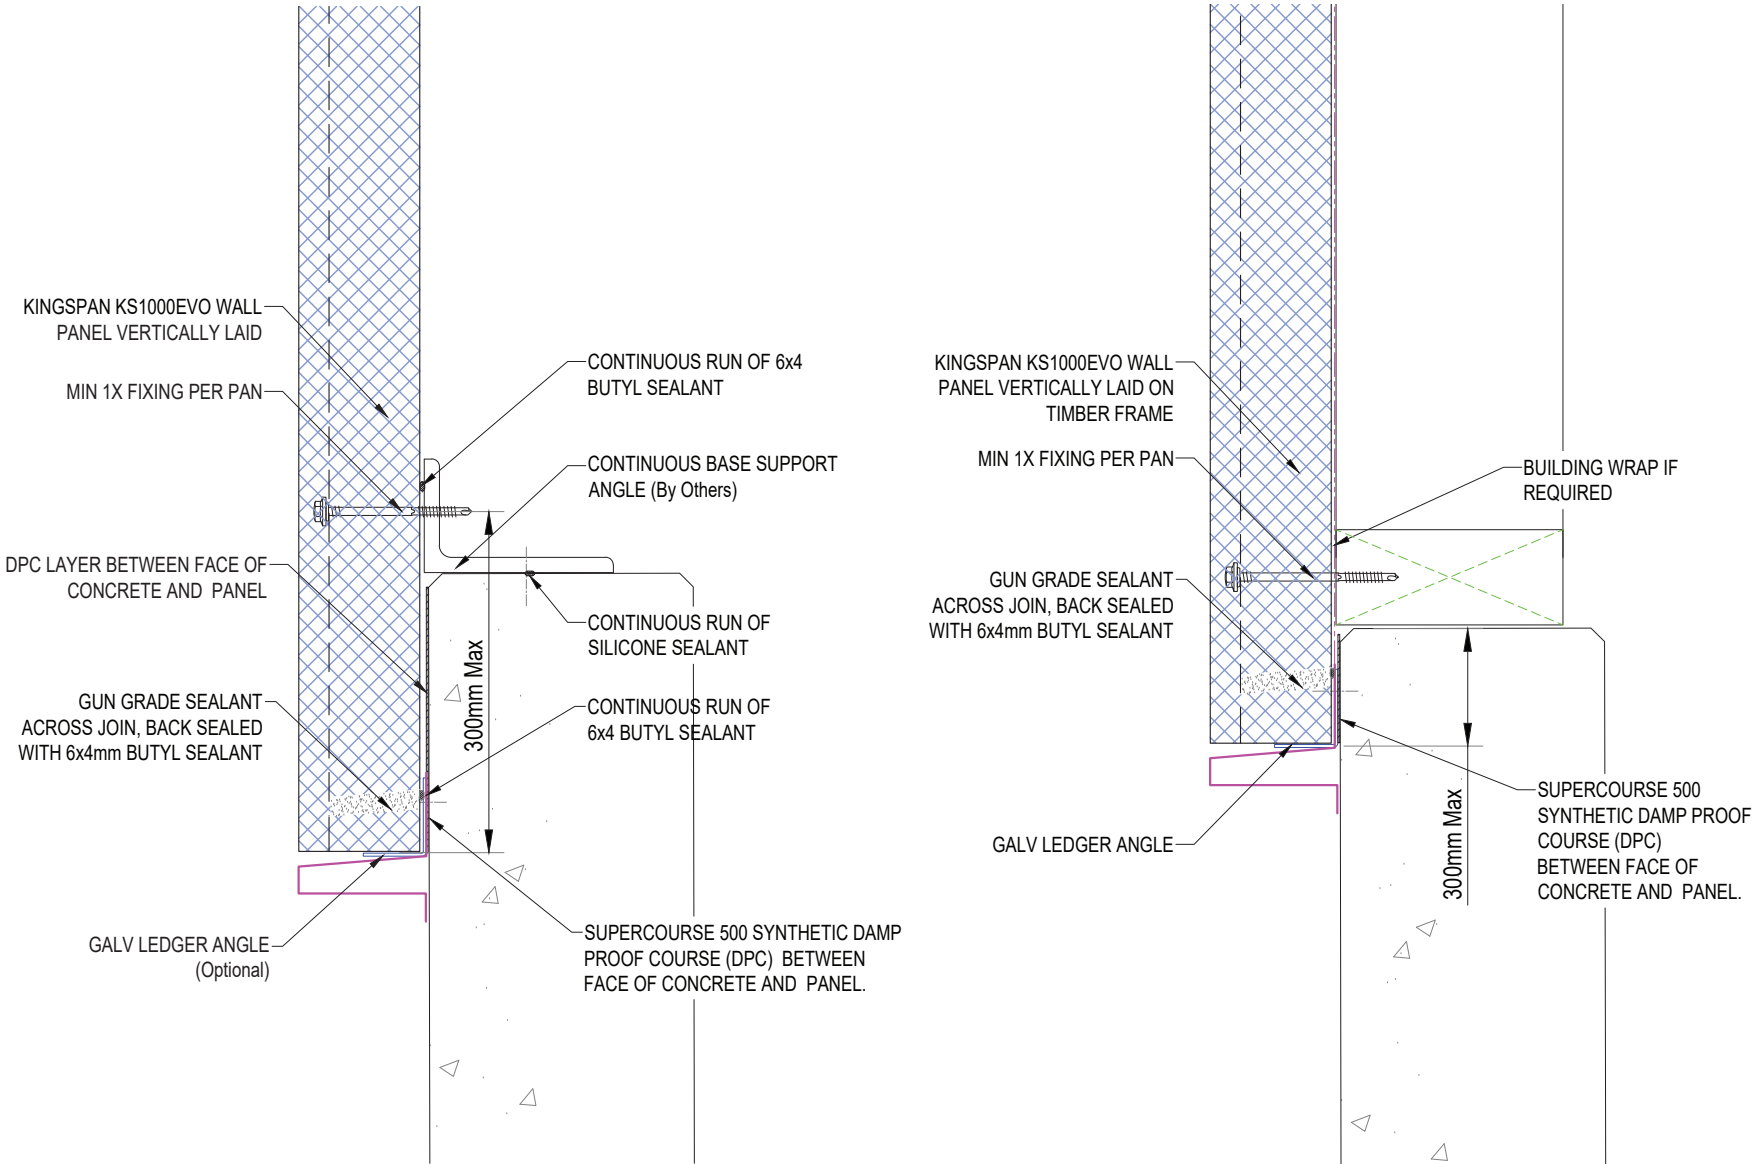 KINGSPAN KS1000EVO WALL
PANEL VERTICALLY LAID
MIN 1X FIXING PER PAN
DPC LAYER BETWEEN FACE OF
CONCRETE AND PANEL
GUN GRADE SEALANT
ACROSS JOIN, BACK SEALED
WITH 6x4mm BUTYL SEALANT
GALV LEDGER ANGLE
(Optional)
CONTINUOUS RUN OF 6x4
BUTYL SEALANT
CONTINUOUS BASE SUPPORT
ANGLE (By Others)
CONTINUOUS RUN OF
SILICONE SEALANT
300mm Max
CONTINUOUS RUN OF
6x4 BUTYL SEALANT
SUPERCOURSE 500 SYNTHETIC DAMP
PROOF COURSE (DPC) BETWEEN
FACE OF CONCRETE AND PANEL.
KINGSPAN KS1000EVO WALL
PANEL VERTICALLY LAID ON
TIMBER FRAME
MIN 1X FIXING PER PAN
GUN GRADE SEALANT
ACROSS JOIN, BACK SEALED
WITH 6x4mm BUTYL SEALANT
GALV LEDGER ANGLE
BUILDING WRAP IF
REQUIRED
300mm Max
SUPERCOURSE 500
SYNTHETIC DAMP PROOF
COURSE (DPC)
BETWEEN FACE OF
CONCRETE AND PANEL.